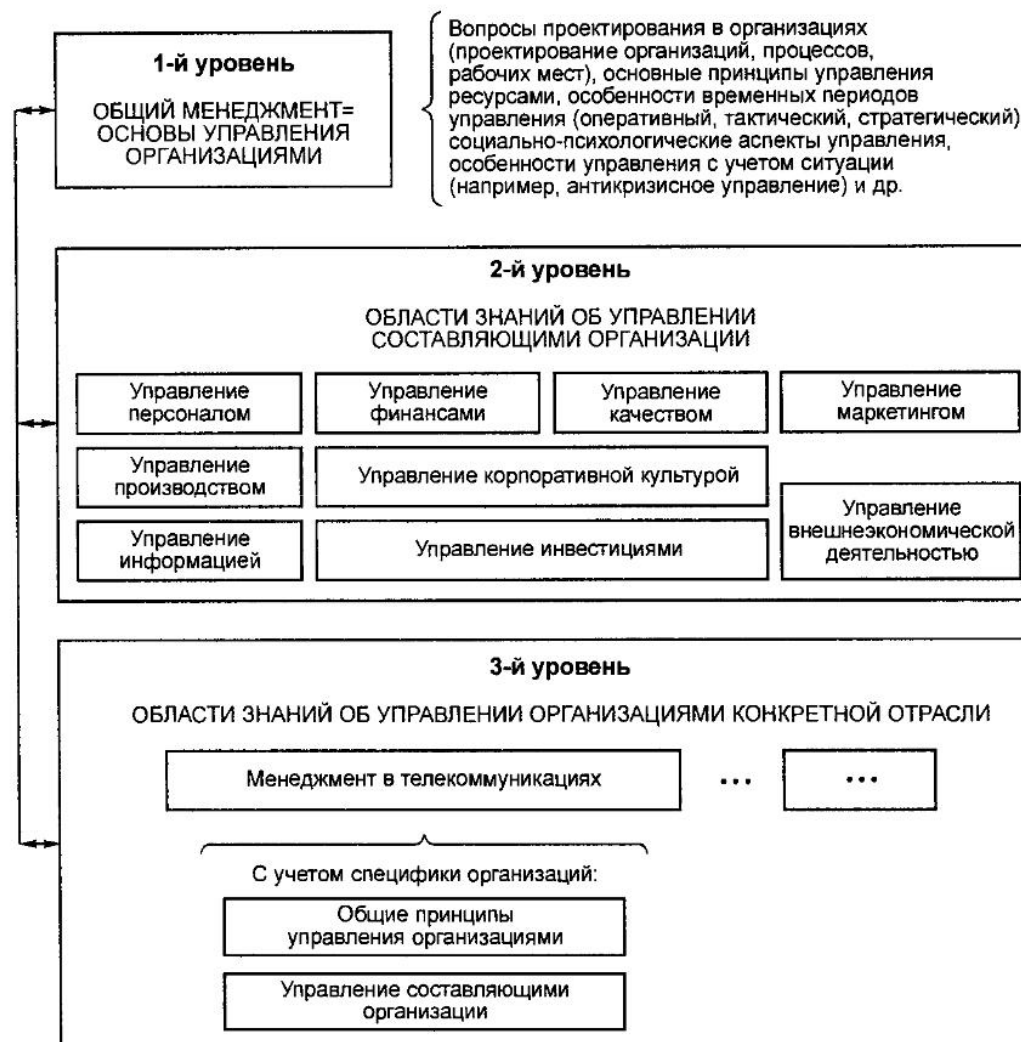 1-й уровень
ОБЩИЙ МЕНЕДЖМЕНТ=
ОСНОВЫ УПРАВЛЕНИЯ
ОРГАНИЗАЦИЯМИ
Вопросы проектирования в организациях
(проектирование организаций, процессов,
рабочих мест), основные принципы управления
ресурсами, особенности временных периодов
управления (оперативный, тактический, стратегический)
социально-психологические аспекты управления,
особенности управления с учетом ситуации
(например, антикризисное управление) и др.
2-й уровень
ОБЛАСТИ ЗНАНИЙ ОБ УПРАВЛЕНИИ
СОСТАВЛЯЮЩИМИ ОРГАНИЗАЦИИ
Управление
персоналом
Управление
финансами
Управление
качеством
Управление
маркетингом
Управление
производством
Управление корпоративной культурой
Управление
информацией
Управление инвестициями
Управление
внешнеэкономической
деятельностью
3-й уровень
ОБЛАСТИ ЗНАНИЙ ОБ УПРАВЛЕНИИ ОРГАНИЗАЦИЯМИ КОНКРЕТНОЙ ОТРАСЛИ
Менеджмент в телекоммуникациях
...
...
С учетом специфики организаций:
Общие принципы
управления организациями
Управление составляющими
организации